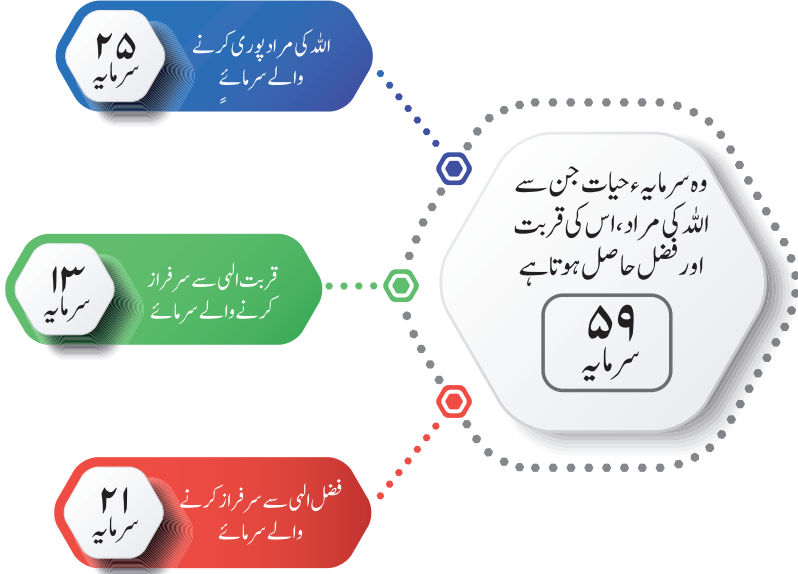 وہ سرمایہء حیات جن سے
اللہ کی مراد، اس کی قربت
اور فضل حاصل ہوتا ہے
۵۹
سرمایہ
اللہ کی مراد پوری کرنے
والے سرمائے
۲۵
سرمایہ
قربت الٰہی سے سرفراز
کرنے والے سرمائے
۱۳
سرمایہ
فضل الٰہی سے سرفراز کرنے
والے سرمائے
۲۱
سرمایہ